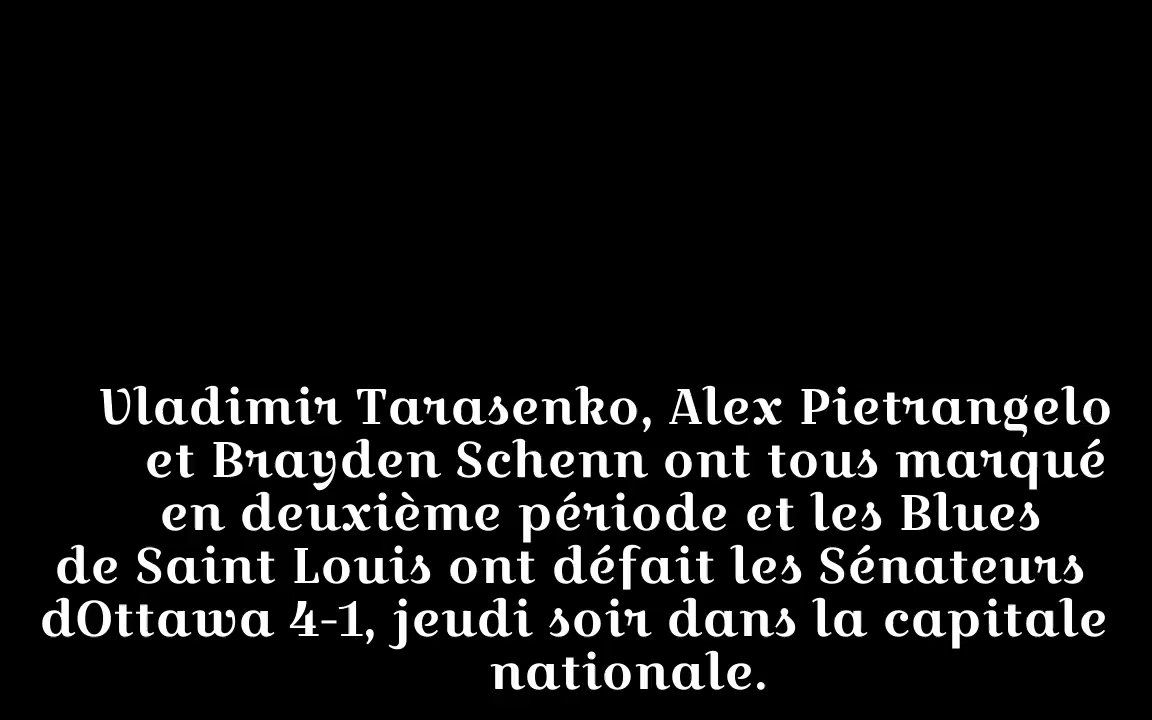 Vladimir Tarasenko, Alex Pietrangelo
et Brayden Schenn ont tous marqué
en deuxième période et les Blues
de Saint Louis ont défait les Sénateurs
dOttawa 4-1, jeudi soir dans la capitale
nationale.